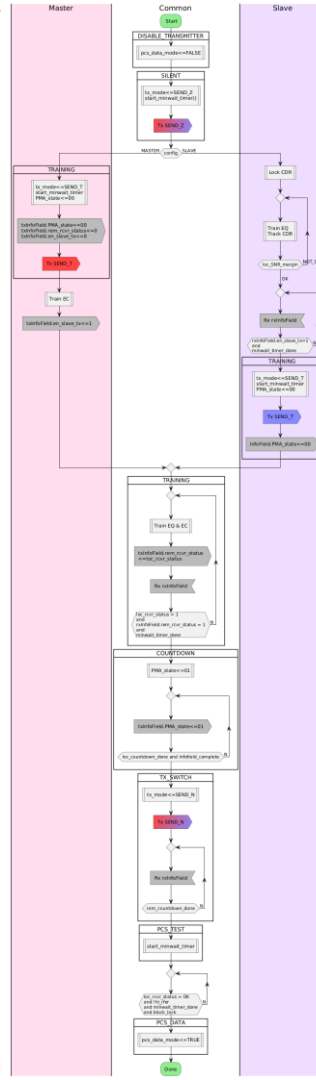 Master
Common
Slave
Start
DISABLE_TRANSMITTER
pcs_data_mode<=FALSE
SILENT
tx_mode<=SEND_Z
start_minwait_timer()
Tx SEND_Z
MASTER
config
SLAVE
TRAINING
tx_mode<=SEND_T
start_minwait_timer
PMA_state<=00
txInfoField.PMA_state<=00
txInfoField.rem_rcvr_status<=0
txInfoField.en_slave_tx<=0
Tx SEND_T
Train EC
txInfoField.en_slave_tx<=1
Lock CDR
Train EQ
Track CDR
loc_SNR_margin
OK
Rx rxInfoField
rxInfoField.en_slave_tx=1
and
minwait_timer_done
N
TRAINING
tx_mode<=SEND_T
start_minwait_timer
PMA_state<=00
Tx SEND_T
InfoField.PMA_state<=00
TRAINING
Train EQ & EC
txInfoField.rem_rcvr_status
<=loc_rcvr_status
Rx rxInfoField
loc_rcvr_status = 1
and
rxInfoField.rem_rcvr_status = 1
and
minwait_timer_done
N
COUNTDOWN
PMA_state<=01
txInfoField.PMA_state<=01
loc_countdown_done and infofield_complete
N
TX_SWITCH
tx_mode<=SEND_N
Tx SEND_N
Rx rxInfoField
rem_countdown_done
N
PCS_TEST
start_minwait_timer
loc_rcvr_status = OK
and minwait_timer_done
and block_lock
N
PCS_DATA
pcs_data_mode<=TRUE
Done